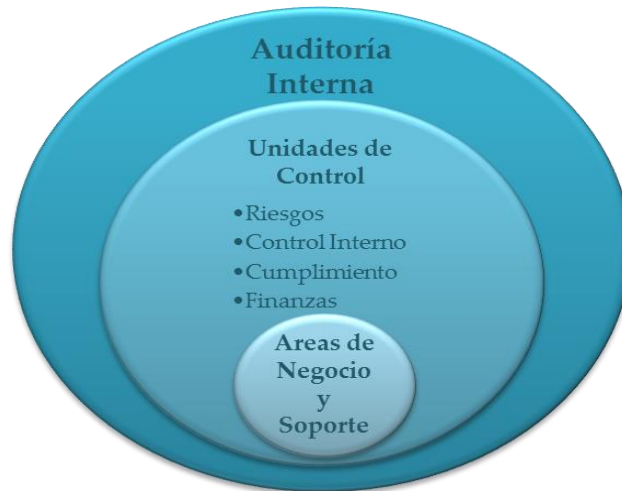 Auditoría
Interna
Unidades de
Control
•Riesgos
•Control Interno
•Cumplimiento
•Finanzas
Areas de
Negocio
y
Soporte